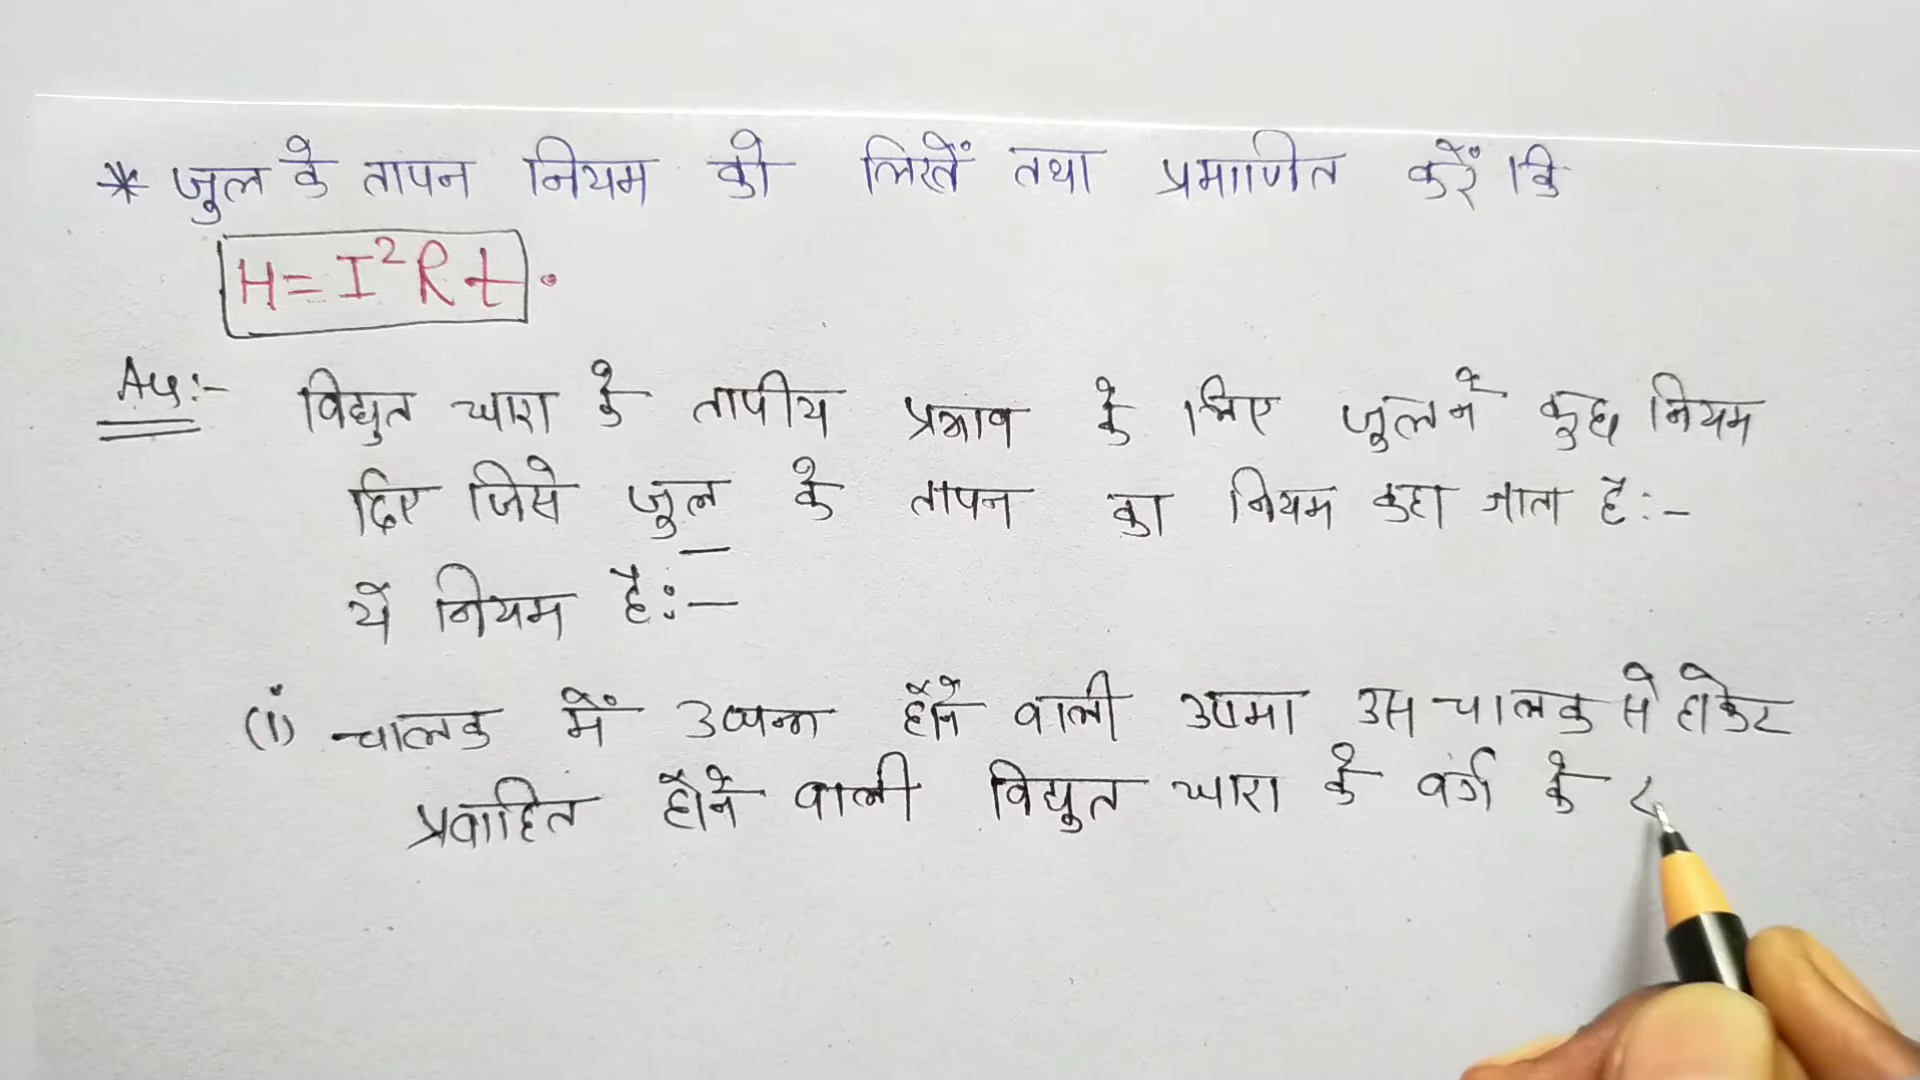 * जुल के तापन नियम को लिखें तथा प्रमाणित करें कि
H = I²Rt.
Ans:- विद्युत धारा के तापीय प्रभाव के लिए जुल ने कुछ नियम
दिए जिसे जुल के तापन का नियम कहा जाता है:-
ये नियम हैं:-
(i) चालक में उत्पन्न होने वाली उष्मा उस चालक से होकर
प्रवाहित होने वाली विद्युत धारा के वर्ग के